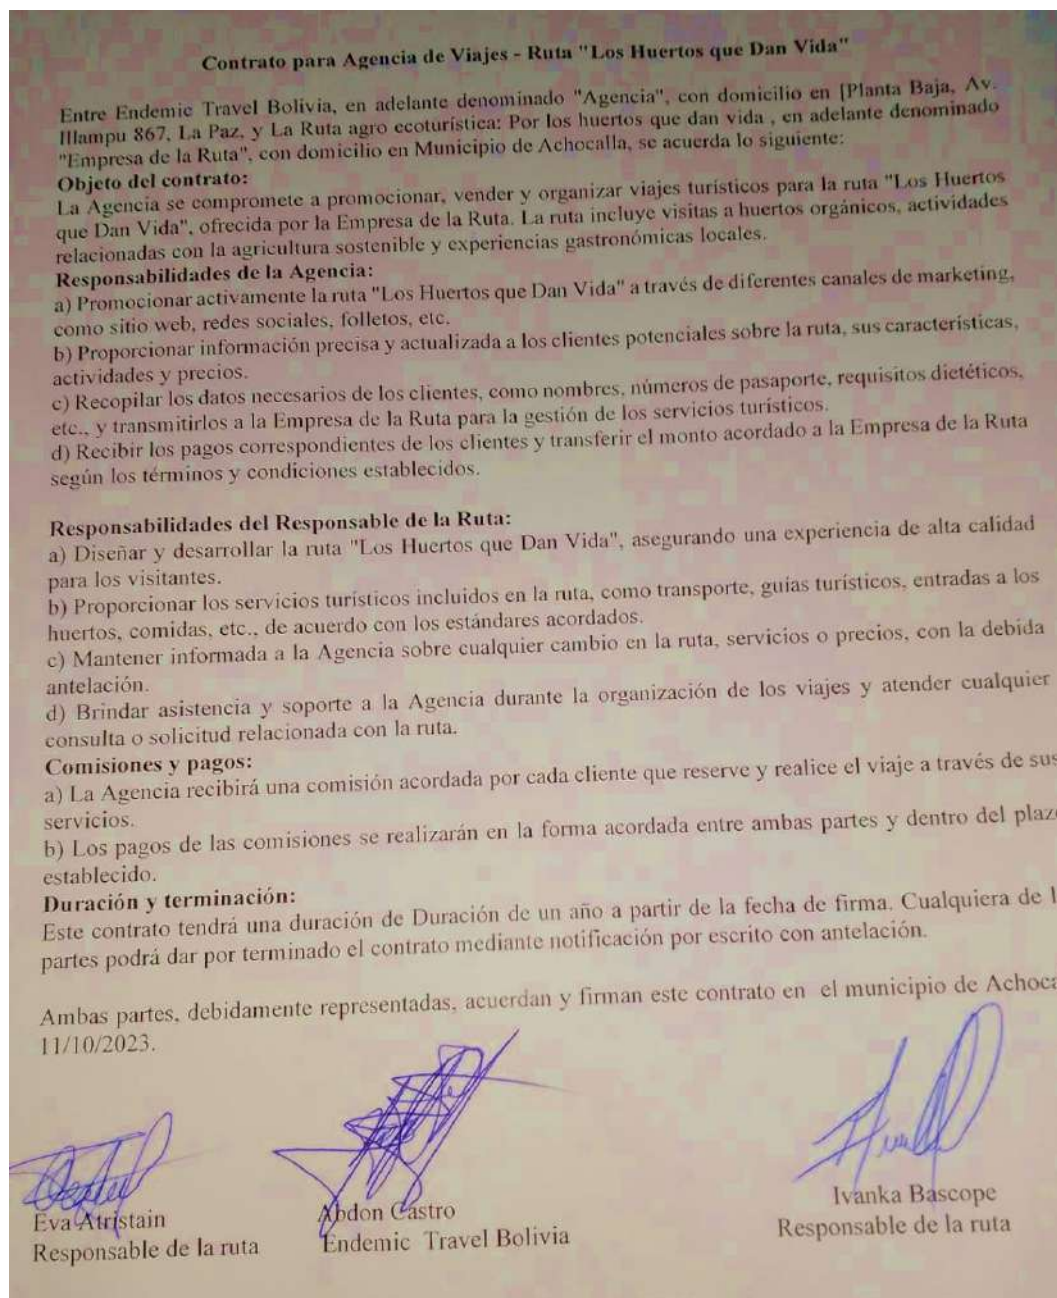 Contrato para Agencia de Viajes - Ruta "Los Huertos que Dan Vida"
Entre Endemic Travel Bolivia, en adelante denominado "Agencia", con domicilio en [Planta Baja, Av.
Illampu 867, La Paz, y La Ruta agro ecoturística: Por los huertos que dan vida , en adelante denominado
"Empresa de la Ruta", con domicilio en Municipio de Achocalla, se acuerda lo siguiente:
Objeto del contrato:
La Agencia se compromete a promocionar, vender y organizar viajes turísticos para la ruta "Los Huertos
que Dan Vida", ofrecida por la Empresa de la Ruta. La ruta incluye visitas a huertos orgánicos, actividades
relacionadas con la agricultura sostenible y experiencias gastronómicas locales.
Responsabilidades de la Agencia:
a) Promocionar activamente la ruta "Los Huertos que Dan Vida" a través de diferentes canales de marketing,
como sitio web, redes sociales, folletos, etc.
b) Proporcionar información precisa y actualizada a los clientes potenciales sobre la ruta, sus características,
actividades y precios.
c) Recopilar los datos necesarios de los clientes, como nombres, números de pasaporte, requisitos dietéticos,
etc., y transmitirlos a la Empresa de la Ruta para la gestión de los servicios turísticos.
d) Recibir los pagos correspondientes de los clientes y transferir el monto acordado a la Empresa de la Ruta
según los términos y condiciones establecidos.
Responsabilidades del Responsable de la Ruta:
a) Diseñar y desarrollar la ruta "Los Huertos que Dan Vida", asegurando una experiencia de alta calidad
para los visitantes.
b) Proporcionar los servicios turísticos incluidos en la ruta, como transporte, guías turísticos, entradas a los
huertos, comidas, etc., de acuerdo con los estándares acordados.
c) Mantener informada a la Agencia sobre cualquier cambio en la ruta, servicios o precios, con la debida
antelación.
d) Brindar asistencia y soporte a la Agencia durante la organización de los viajes y atender cualquier
consulta o solicitud relacionada con la ruta.
Comisiones y pagos:
a) La Agencia recibirá una comisión acordada por cada cliente que reserve y realice el viaje a través de sus
servicios.
b) Los pagos de las comisiones se realizarán en la forma acordada entre ambas partes y dentro del plazo
establecido.
Duración y terminación:
Este contrato tendrá una duración de Duración de un año a partir de la fecha de firma. Cualquiera de l
partes podrá dar por terminado el contrato mediante notificación por escrito con antelación.
Ambas partes, debidamente representadas, acuerdan y firman este contrato en el municipio de Achoca
11/10/2023.
Eva Atristain Abdon Castro Ivanka Bascope
Responsable de la ruta Endemic Travel Bolivia Responsable de la ruta